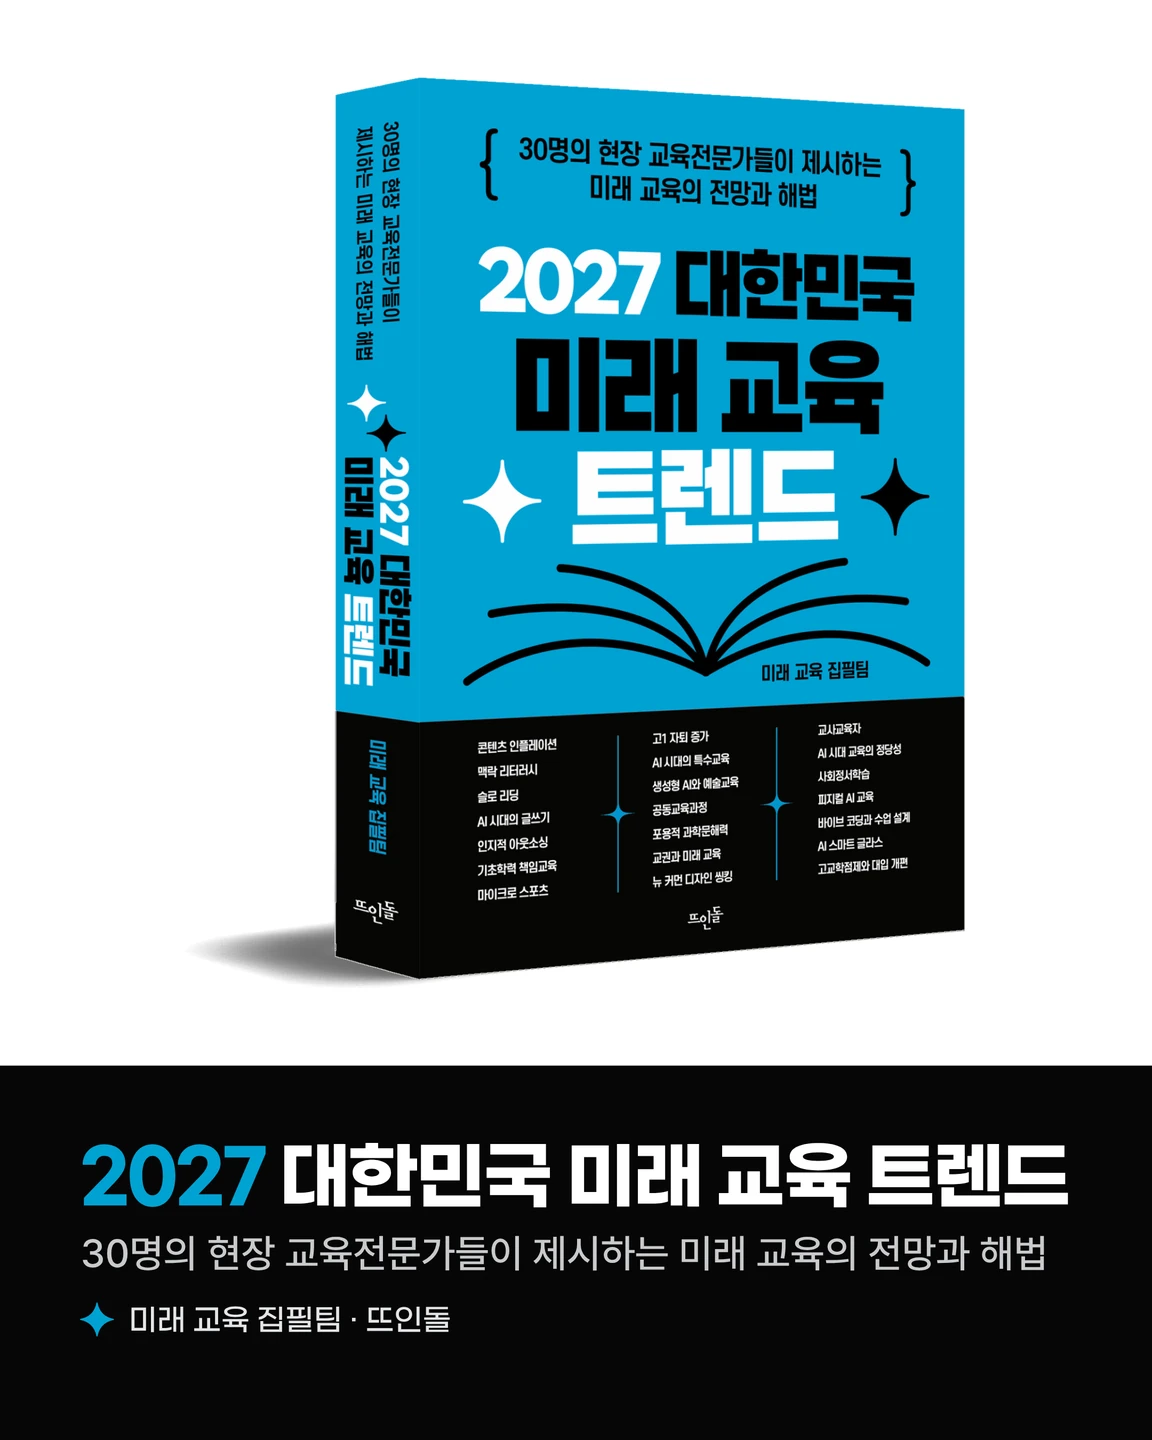 30명의 현장 교육전문가들이
제시하는 미래 교육의 전망과 해법
2027 대한민국
미래 교육 트렌드
미래 교육 집필팀
뜨인돌
{ 30명의 현장 교육전문가들이 제시하는
미래 교육의 전망과 해법 }
2027 대한민국
미래 교육
트렌드
미래 교육 집필팀
콘텐츠 인플레이션
맥락 리터러시
슬로 리딩
AI 시대의 글쓰기
인지적 아웃소싱
기초학력 책임교육
마이크로 스포츠
고1 자퇴 증가
AI 시대의 특수교육
생성형 AI와 예술교육
공동교육과정
포용적 과학문해력
교권과 미래 교육
뉴 커먼 디자인 씽킹
교사교육자
AI 시대 교육의 정당성
사회정서학습
피지컬 AI 교육
바이브 코딩과 수업 설계
AI 스마트 글라스
고교학점제와 대입 개편
뜨인돌
2027 대한민국 미래 교육 트렌드
30명의 현장 교육전문가들이 제시하는 미래 교육의 전망과 해법
미래 교육 집필팀 · 뜨인돌